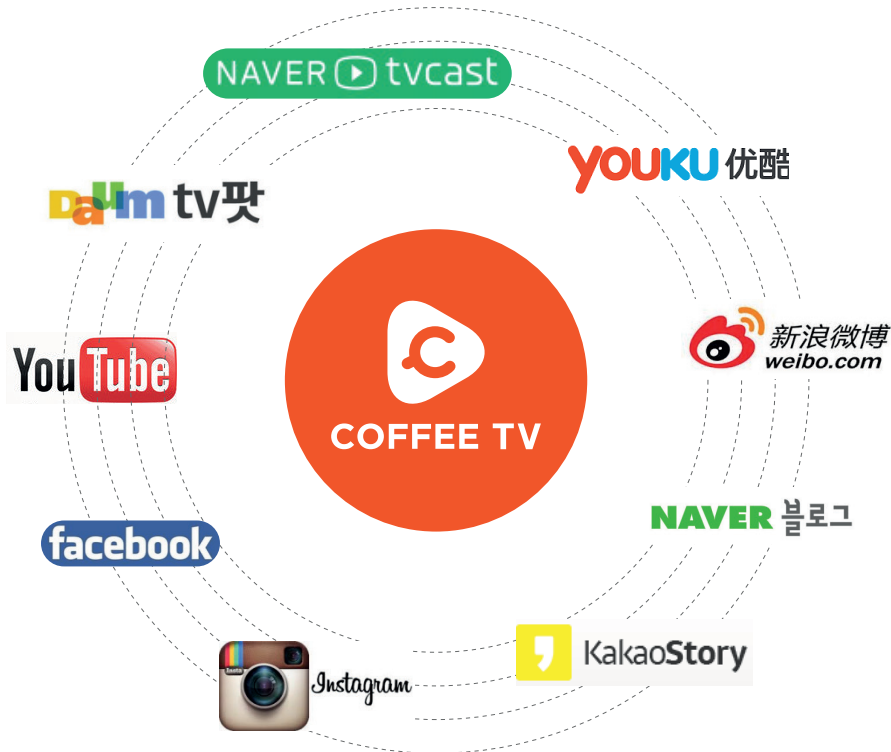 NAVER tvcast
YOUKU 优酷
Daum tv팟
新浪微博
weibo.com
YouTube
COFFEE TV
NAVER 블로그
facebook
KakaoStory
Insta
Instagram